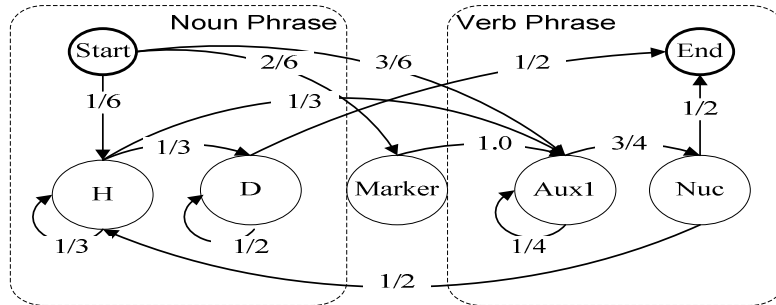 Noun Phrase Verb Phrase
Start 2/6 3/6 1/2 End
1/6 1/3 1/2
1/3 1.0 3/4
H D Marker Aux1 Nuc
1/3 1/2 1/4
1/2